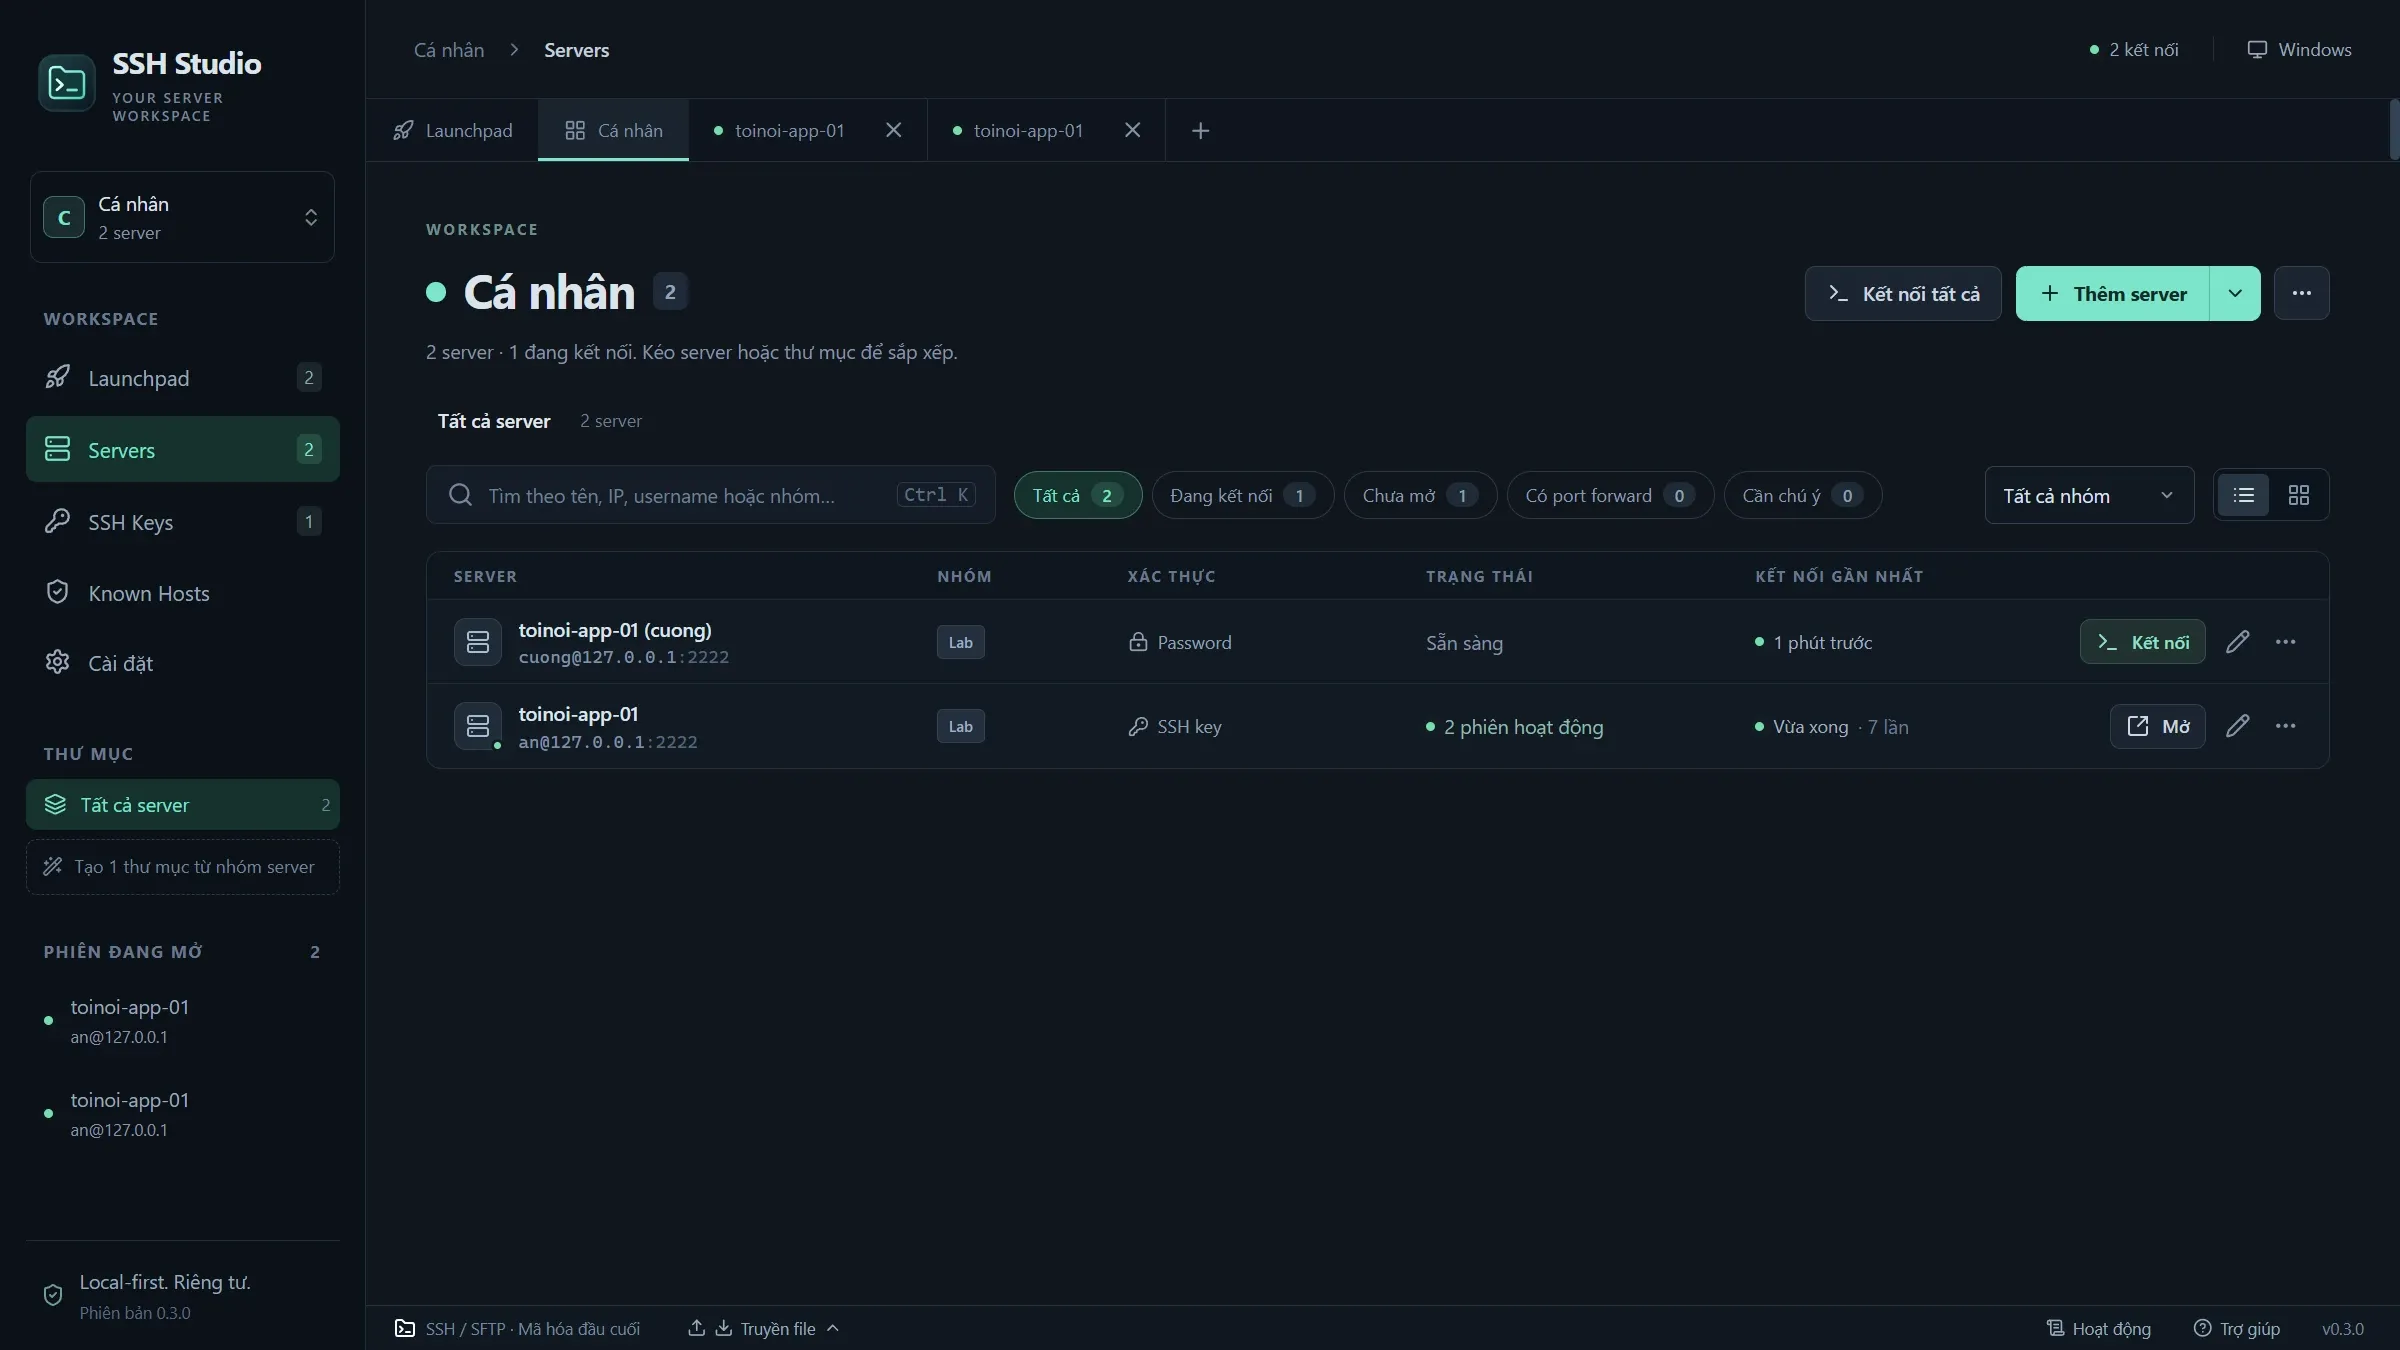 SSH Studio
YOUR SERVER
WORKSPACE
C
Cá nhân
2 server
WORKSPACE
Launchpad 2
Servers 2
SSH Keys 1
Known Hosts
Cài đặt
THƯ MỤC
Tất cả server 2
Tạo 1 thư mục từ nhóm server
PHIÊN ĐANG MỞ 2
toinoi-app-01
an@127.0.0.1
toinoi-app-01
an@127.0.0.1
Local-first. Riêng tư.
Phiên bản 0.3.0
Cá nhân Servers
2 kết nối Windows
Launchpad Cá nhân toinoi-app-01 toinoi-app-01
WORKSPACE
Cá nhân 2
Kết nối tất cả Thêm server
2 server · 1 đang kết nối. Kéo server hoặc thư mục để sắp xếp.
Tất cả server 2 server
Tìm theo tên, IP, username hoặc nhóm... Ctrl K Tất cả 2 Đang kết nối 1 Chưa mở 1 Có port forward 0 Cần chú ý 0 Tất cả nhóm
SERVER NHÓM XÁC THỰC TRẠNG THÁI KẾT NỐI GẦN NHẤT
toinoi-app-01 (cuong)
cuong@127.0.0.1:2222
Lab Password Sẵn sàng 1 phút trước Kết nối
toinoi-app-01
an@127.0.0.1:2222
Lab SSH key 2 phiên hoạt động Vừa xong · 7 lần Mở
SSH / SFTP · Mã hóa đầu cuối Truyền file Hoạt động Trợ giúp v0.3.0